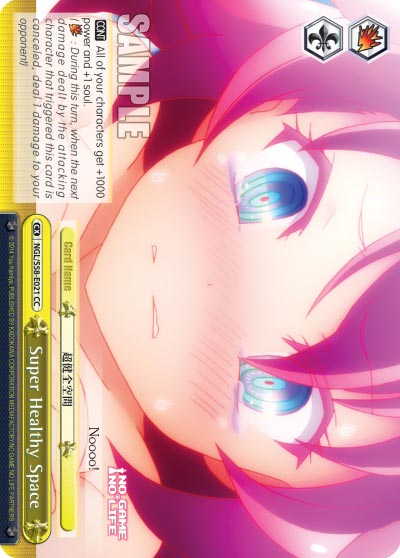 SAMPLE
CONT All of your characters get +1000
power and +1 soul.
( : During this turn, when the next
damage dealt by the attacking
character that triggered this card is
canceled, deal 1 damage to your
opponent)
Noooo!
NO GAME
NO LIFE
Card Name
超健全空間
CX NGL/S58-E021 CC
Super Healthy Space
© 2014 Yuu Kamiya, PUBLISHED BY KADOKAWA CORPORATION MEDIAFACTORY/NO GAME NO LIFE PARTNERS